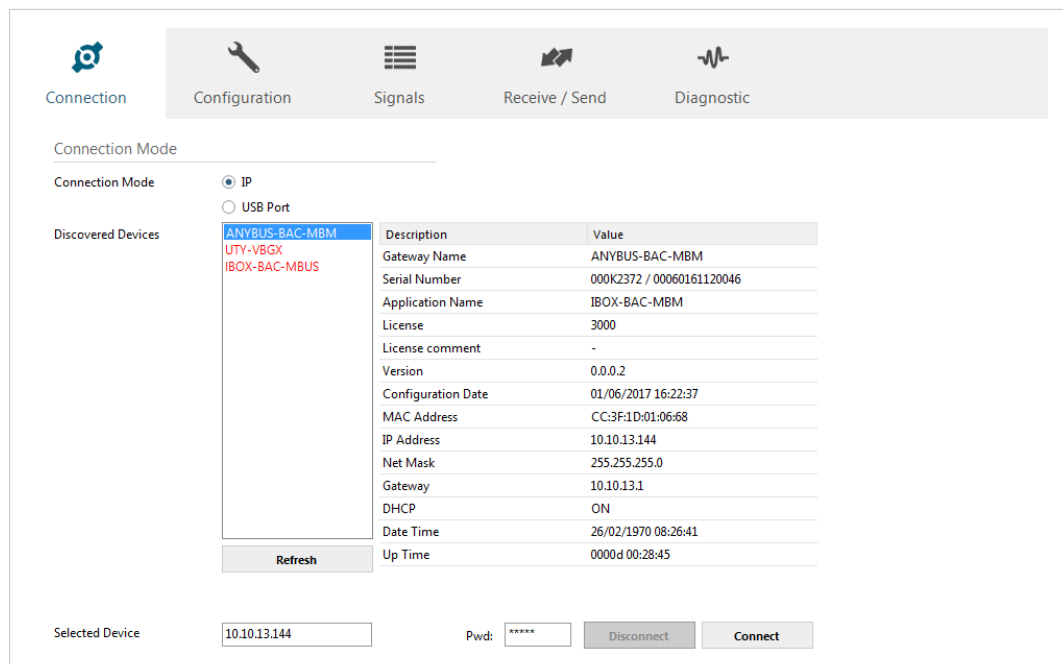 Connection Configuration Signals Receive / Send Diagnostic
Connection Mode
Connection Mode IP
USB Port
Discovered Devices
ANYBUS-BAC-MBM
UTY-VBGX
IBOX-BAC-MBUS
Description Value
Gateway Name ANYBUS-BAC-MBM
Serial Number 000K2372 / 00060161120046
Application Name IBOX-BAC-MBM
License 3000
License comment -
Version 0.0.0.2
Configuration Date 01/06/2017 16:22:37
MAC Address CC:3F:1D:01:06:68
IP Address 10.10.13.144
Net Mask 255.255.255.0
Gateway 10.10.13.1
DHCP ON
Date Time 26/02/1970 08:26:41
Up Time 0000d 00:28:45
Refresh
Selected Device 10.10.13.144 Pwd: ***** Disconnect Connect